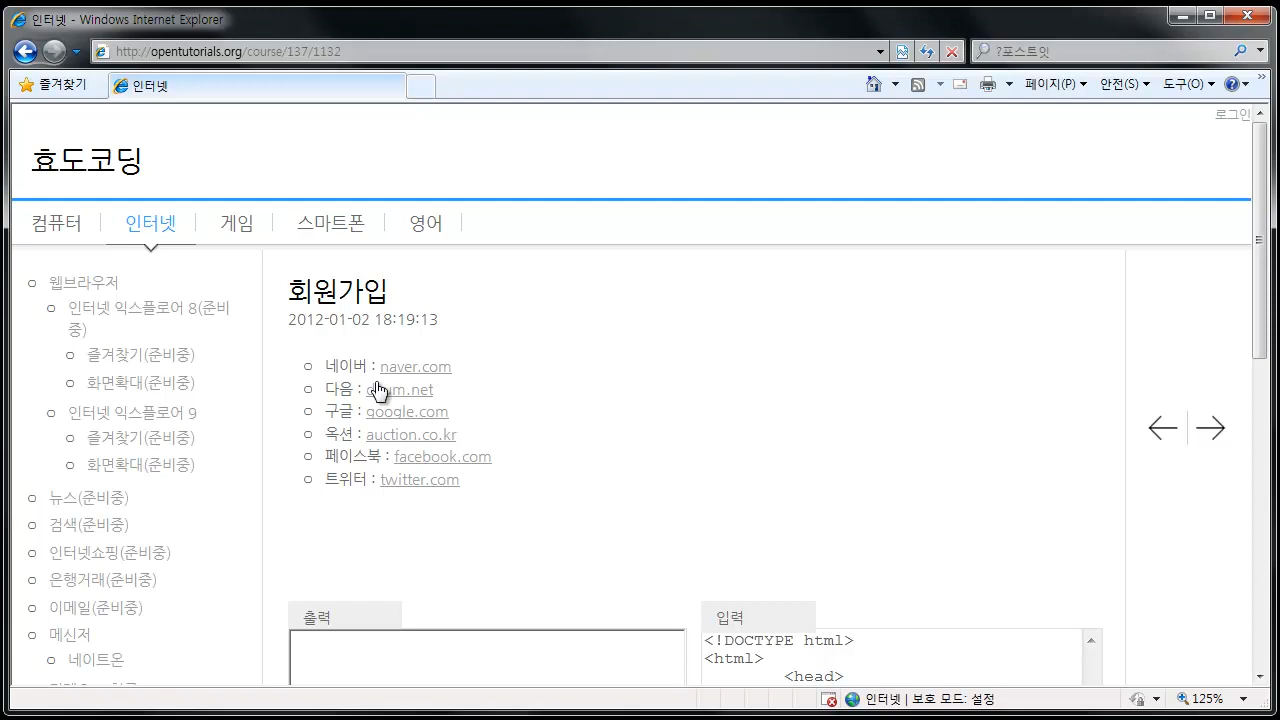 인터넷 - Windows Internet Explorer
http://opentutorials.org/course/137/1132
?포스트잇
즐겨찾기
인터넷
페이지(P)
안전(S)
도구(O)
로그인
효도코딩
컴퓨터
인터넷
게임
스마트폰
영어
웹브라우저
인터넷 익스플로어 8(준비
중)
즐겨찾기(준비중)
화면확대(준비중)
인터넷 익스플로어 9
즐겨찾기(준비중)
화면확대(준비중)
뉴스(준비중)
검색(준비중)
인터넷쇼핑(준비중)
은행거래(준비중)
이메일(준비중)
메신저
네이트온
회원가입
2012-01-02 18:19:13
네이버 : naver.com
다음 :
구글 : google.com
옥션 : auction.co.kr
페이스북 : facebook.com
트위터 : twitter.com
출력
입력
<!DOCTYPE html>
<html>
<head>
인터넷 | 보호 모드: 설정
125%